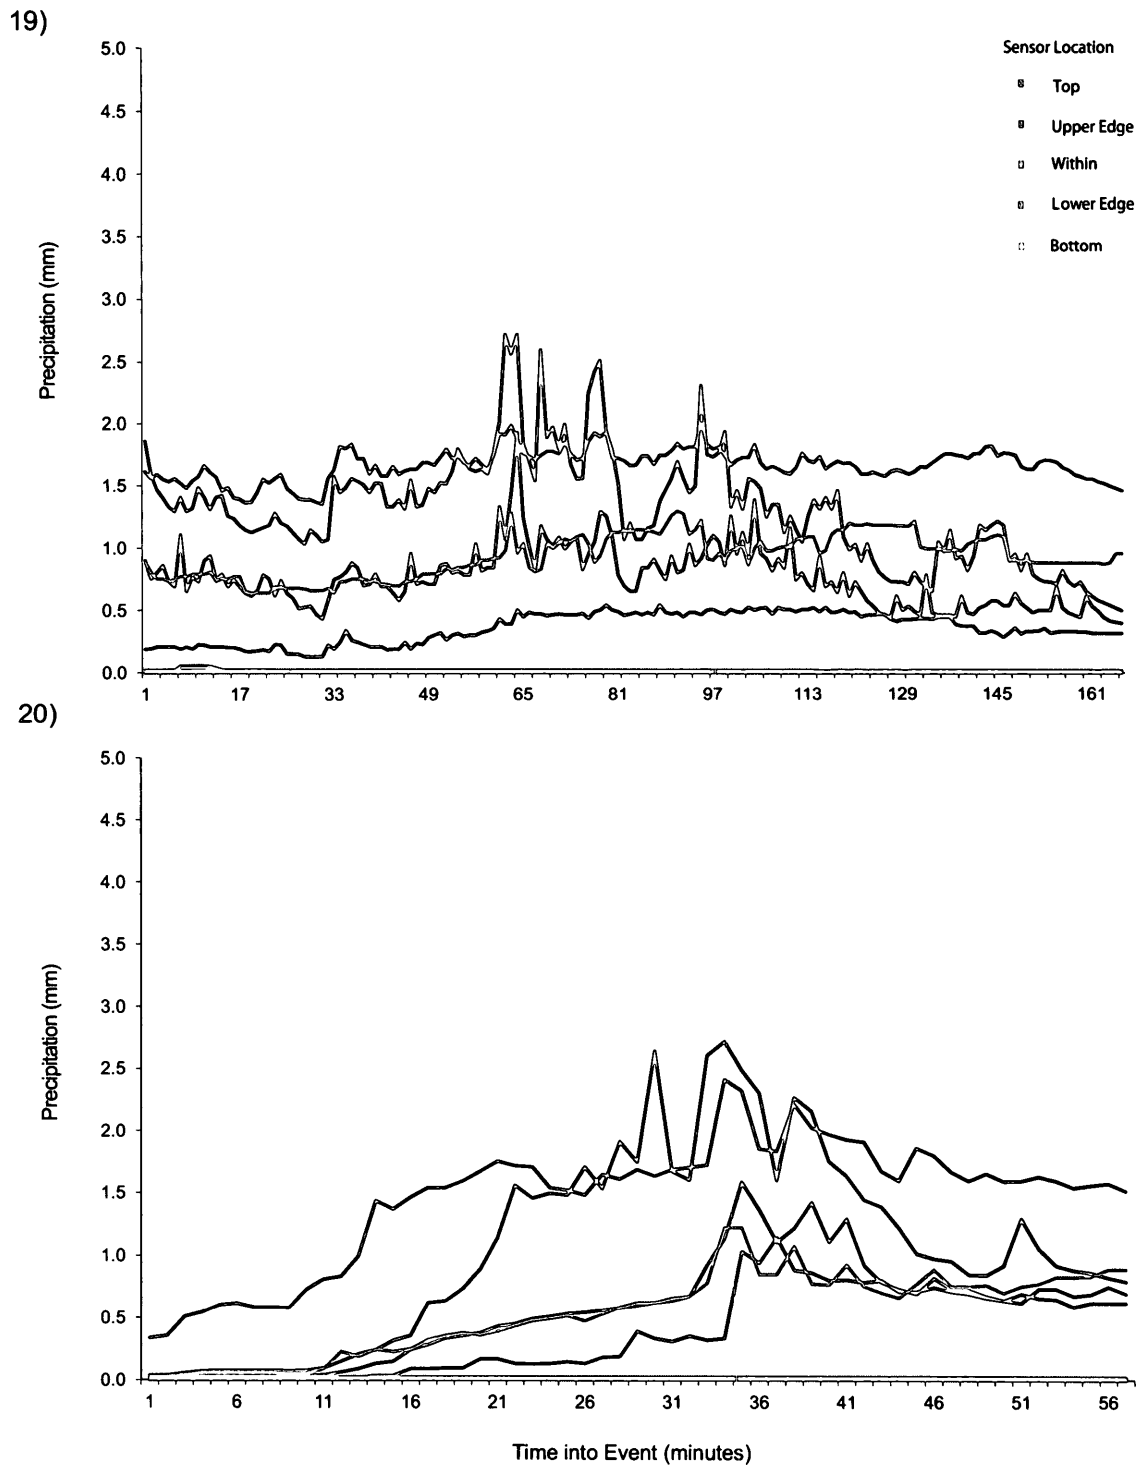 19)
5.0
4.5
4.0
3.5
3.0
2.5
2.0
1.5
1.0
0.5
0.0
Precipitation (mm)
Sensor Location
Top
Upper Edge
Within
Lower Edge
Bottom
1 17 33 49 65 81 97 113 129 145 161
20)
5.0
4.5
4.0
3.5
3.0
2.5
2.0
1.5
1.0
0.5
0.0
Precipitation (mm)
1 6 11 16 21 26 31 36 41 46 51 56
Time into Event (minutes)